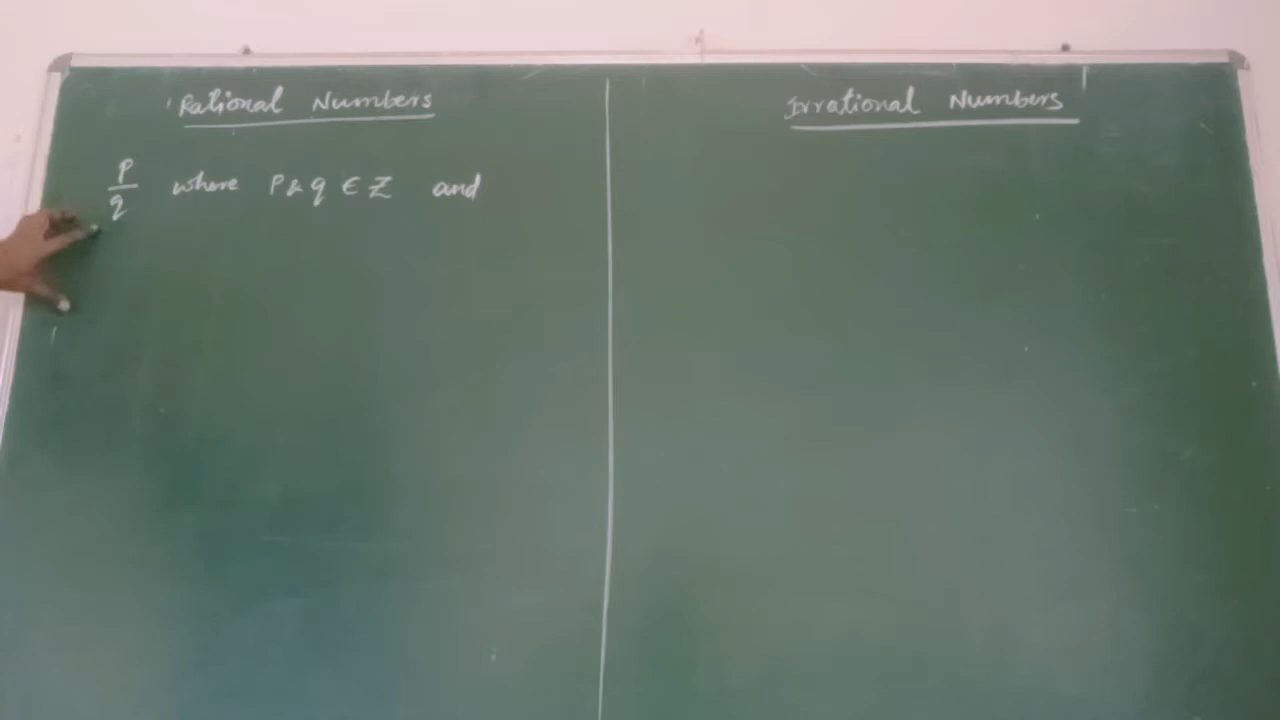 Rational Numbers
P/q where P & q ∈ Z and
Irrational Numbers